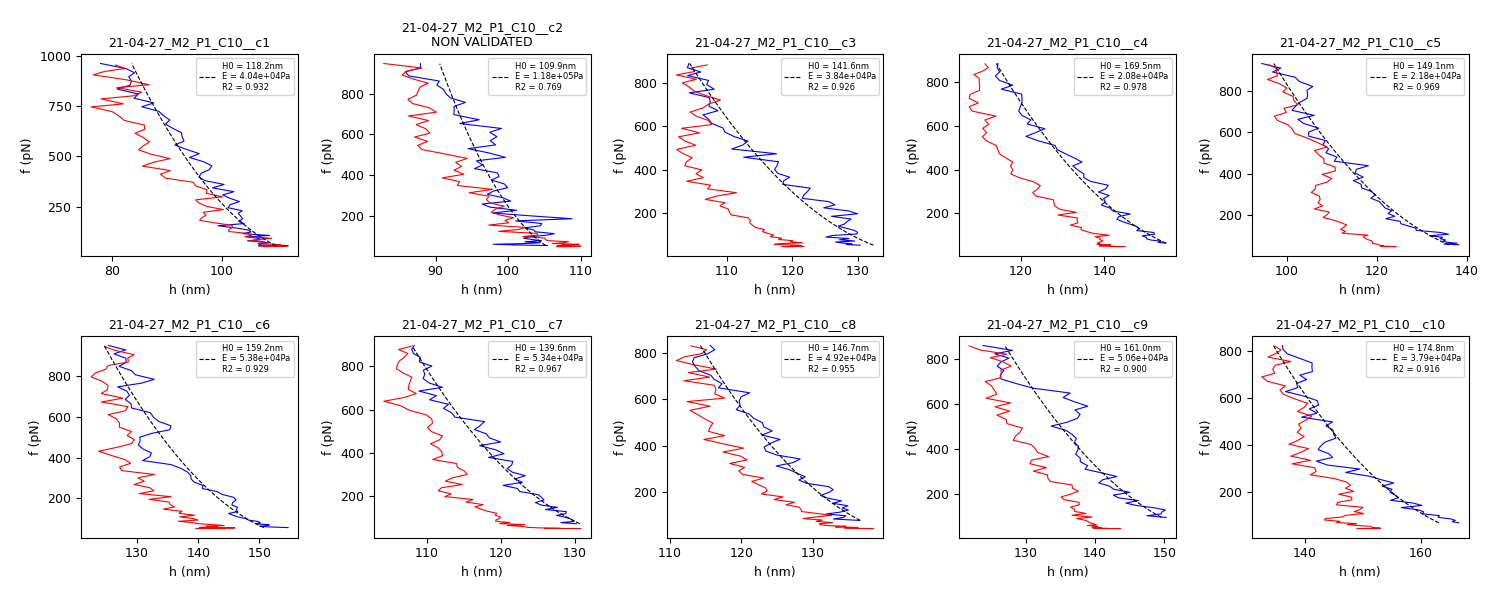 21-04-27_M2_P1_C10__c1
f (pN)
1000
750
500
250
80 100
h (nm)
H0 = 118.2nm
E = 4.04e+04Pa
R2 = 0.932
21-04-27_M2_P1_C10__c2
NON VALIDATED
f (pN)
800
600
400
200
90 100 110
h (nm)
H0 = 109.9nm
E = 1.18e+05Pa
R2 = 0.769
21-04-27_M2_P1_C10__c3
f (pN)
800
600
400
200
110 120 130
h (nm)
H0 = 141.6nm
E = 3.84e+04Pa
R2 = 0.926
21-04-27_M2_P1_C10__c4
f (pN)
800
600
400
200
120 140
h (nm)
H0 = 169.5nm
E = 2.08e+04Pa
R2 = 0.978
21-04-27_M2_P1_C10__c5
f (pN)
800
600
400
200
100 120 140
h (nm)
H0 = 149.1nm
E = 2.18e+04Pa
R2 = 0.969
21-04-27_M2_P1_C10__c6
f (pN)
800
600
400
200
130 140 150
h (nm)
H0 = 159.2nm
E = 5.38e+04Pa
R2 = 0.929
21-04-27_M2_P1_C10__c7
f (pN)
800
600
400
200
110 120 130
h (nm)
H0 = 139.6nm
E = 5.34e+04Pa
R2 = 0.967
21-04-27_M2_P1_C10__c8
f (pN)
800
600
400
200
110 120 130
h (nm)
H0 = 146.7nm
E = 4.92e+04Pa
R2 = 0.955
21-04-27_M2_P1_C10__c9
f (pN)
800
600
400
200
130 140 150
h (nm)
H0 = 161.0nm
E = 5.06e+04Pa
R2 = 0.900
21-04-27_M2_P1_C10__c10
f (pN)
800
600
400
200
140 160
h (nm)
H0 = 174.8nm
E = 3.79e+04Pa
R2 = 0.916